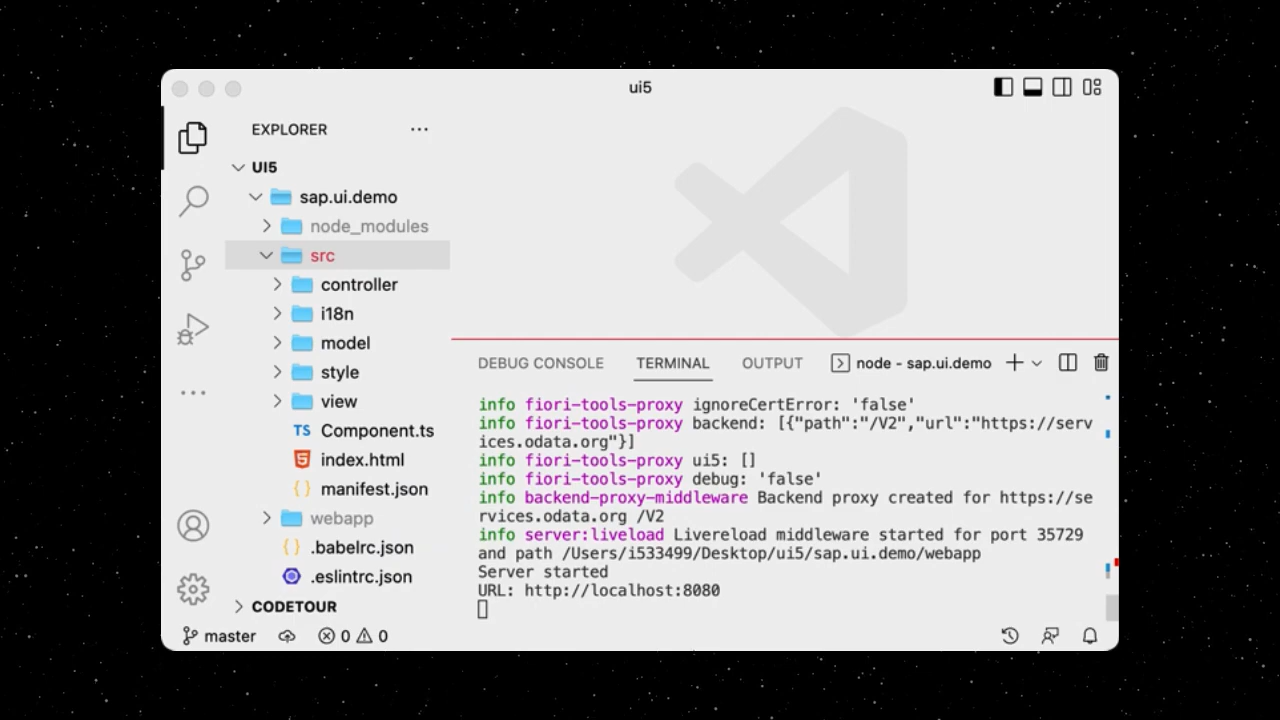 ui5
EXPLORER
UI5
sap.ui.demo
node_modules
src
controller
i18n
model
style
view
TS Component.ts
index.html
{ } manifest.json
webapp
{ } .babelrc.json
.eslintrc.json
CODETOUR
DEBUG CONSOLE TERMINAL OUTPUT node - sap.ui.demo
info fiori-tools-proxy ignoreCertError: 'false'
info fiori-tools-proxy backend: [{"path":"/V2","url":"https://serv
ices.odata.org"}]
info fiori-tools-proxy ui5: []
info fiori-tools-proxy debug: 'false'
info backend-proxy-middleware Backend proxy created for https://se
rvices.odata.org /V2
info server:liveload Livereload middleware started for port 35729
and path /Users/i533499/Desktop/ui5/sap.ui.demo/webapp
Server started
URL: http://localhost:8080
master 0 0